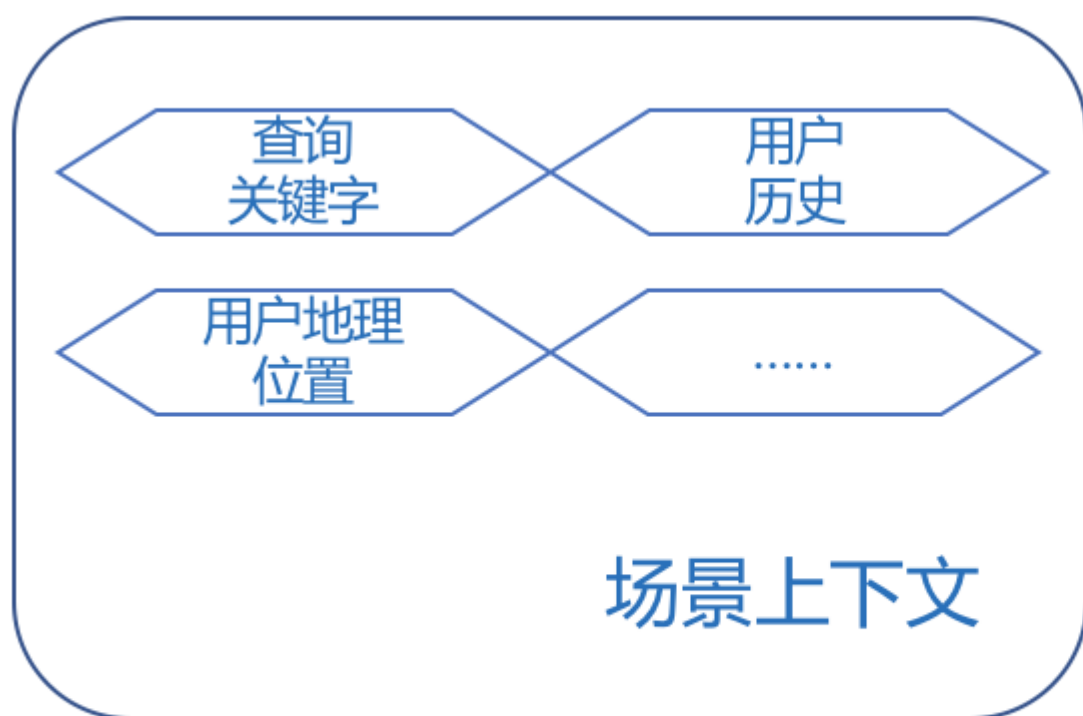 查询
关键字
用户
历史
用户地理
位置
......
场景上下文